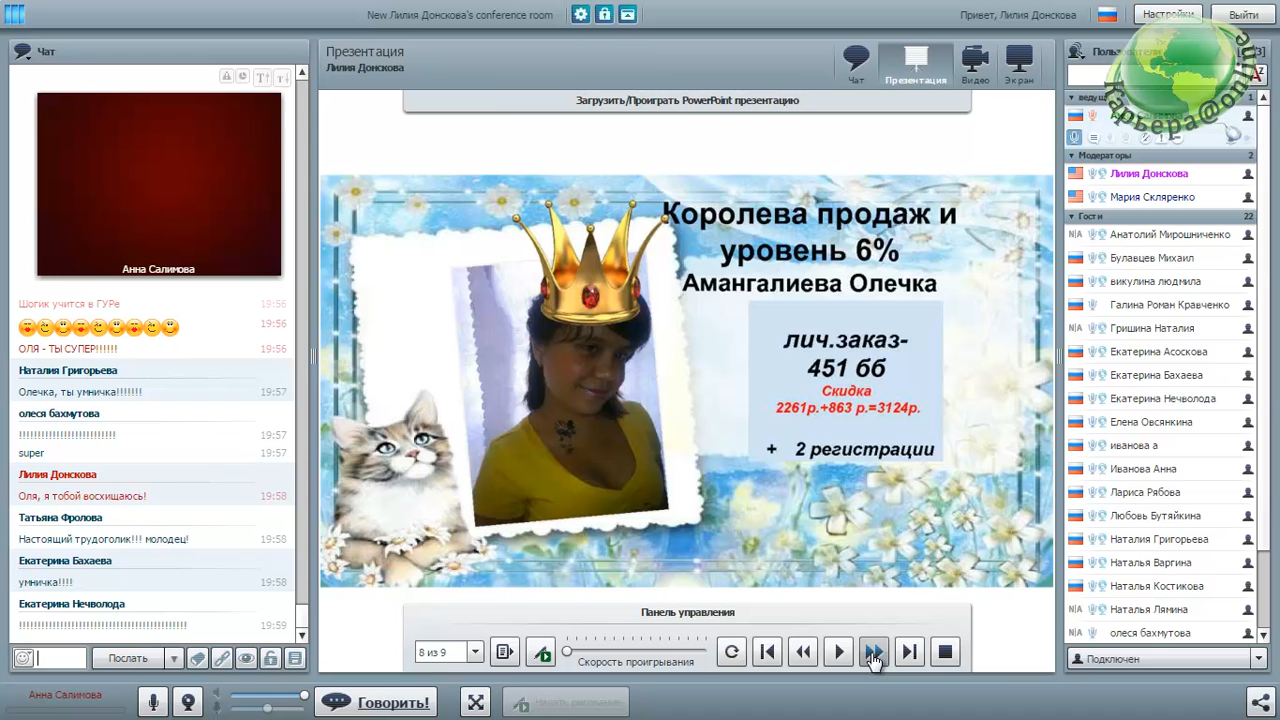 New Лилия Донскова's conference room
Привет, Лилия Донскова
Настройки
Выйти
Чат
Анна Салимова
Шогик учится в ГУРе 19:56
19:56
ОЛЯ - ТЫ СУПЕР!!!!!! 19:56
Наталия Григорьева
Олечка, ты умничка!!!!!!! 19:57
олеся бахмутова
!!!!!!!!!!!!!!!!!!!!!!!!!! 19:57
super 19:57
Лилия Донскова
Оля, я тобой восхищаюсь! 19:58
Татьяна Фролова
Настоящий трудоголик!!! молодец! 19:58
Екатерина Бахаева
умничка!!!! 19:58
Екатерина Нечволода
!!!!!!!!!!!!!!!!!!!!!!!!!!!!!!!!!!!!!!!!!!! 19:59
Послать
Презентация
Лилия Донскова
Чат
Презентация
Видео
Экран
Загрузить/Проиграть PowerPoint презентацию
Королева продаж и
уровень 6%
Амангалиева Олечка
лич.заказ-
451 бб
Скидка
2261р.+863 р.=3124р.
+ 2 регистрации
Панель управления
8 из 9
Скорость проигрывания
карьера@online
Модераторы 2
Лилия Донскова
Мария Скляренко
Гости 22
N/A Анатолий Мирошниченко
Булавцев Михаил
викулина людмила
Галина Роман Кравченко
N/A Гришина Наталия
Екатерина Асоскова
Екатерина Бахаева
Екатерина Нечволода
Елена Овсянкина
иванова а
Иванова Анна
Лариса Рябова
Любовь Бутяйкина
Наталия Григорьева
Наталья Варгина
Наталья Костикова
N/A Наталья Лямина
N/A олеся бахмутова
Подключен
Анна Салимова
Говорить!